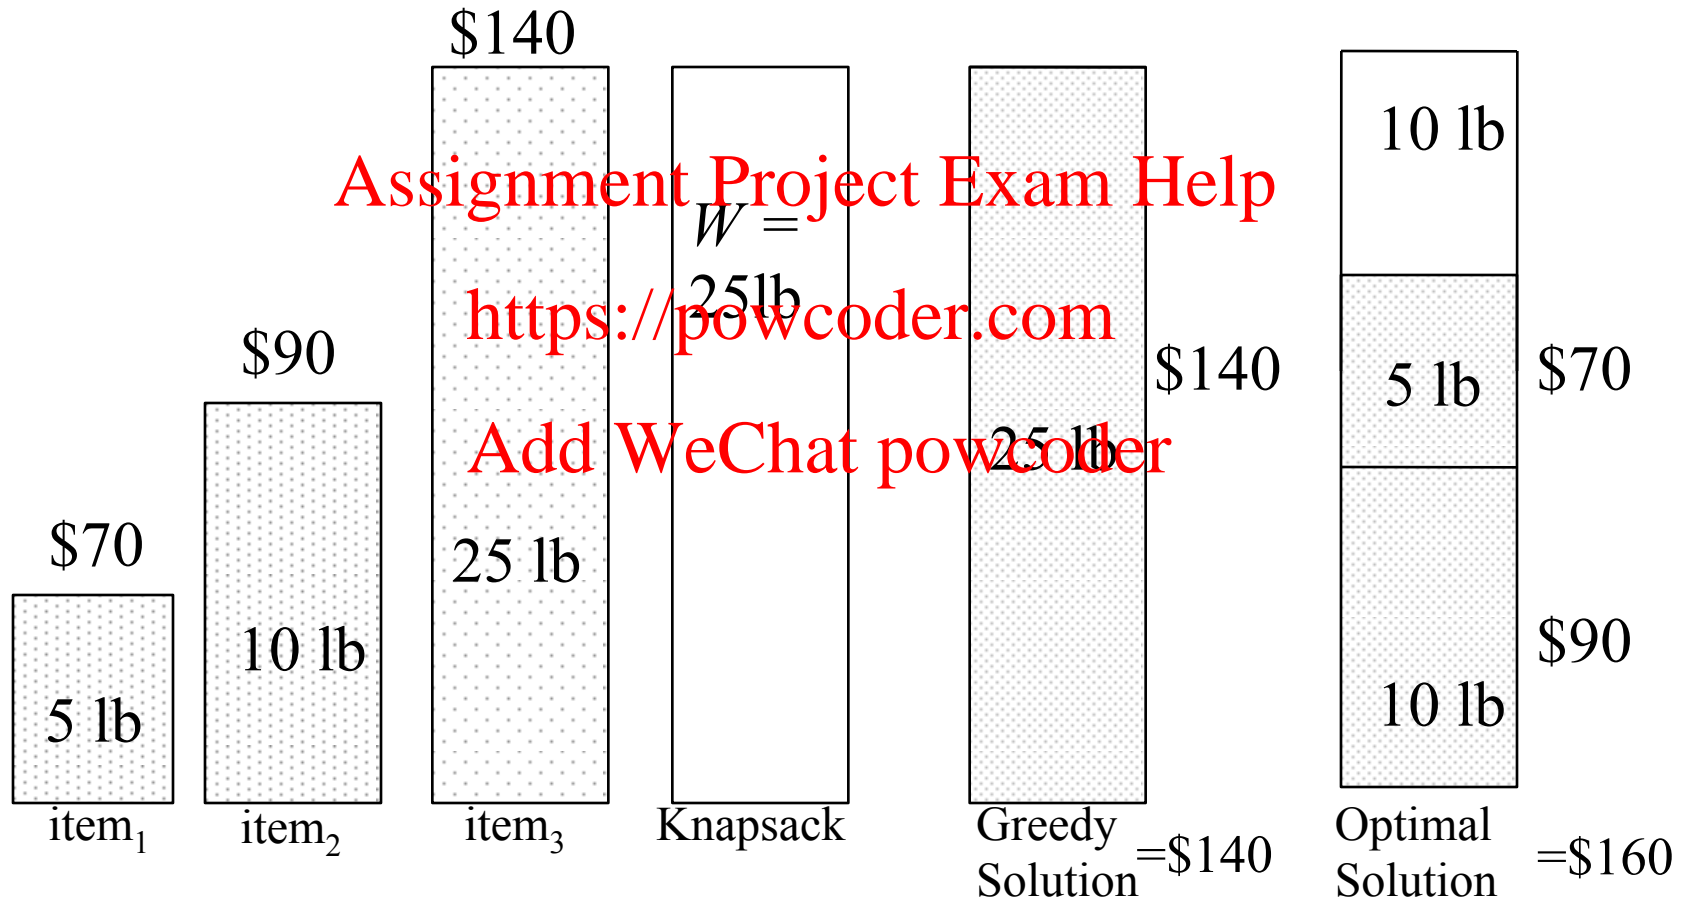 $140
Assignment Project Exam Help
W =
25lb
https://powcoder.com
Add WeChat powcoder
10 lb
$90
$140
5 lb
$70
25 lb
$70
25 lb
10 lb
5 lb
$90
10 lb
item1
item2
item3
Knapsack
Greedy
Solution
=$140
Optimal
Solution
=$160